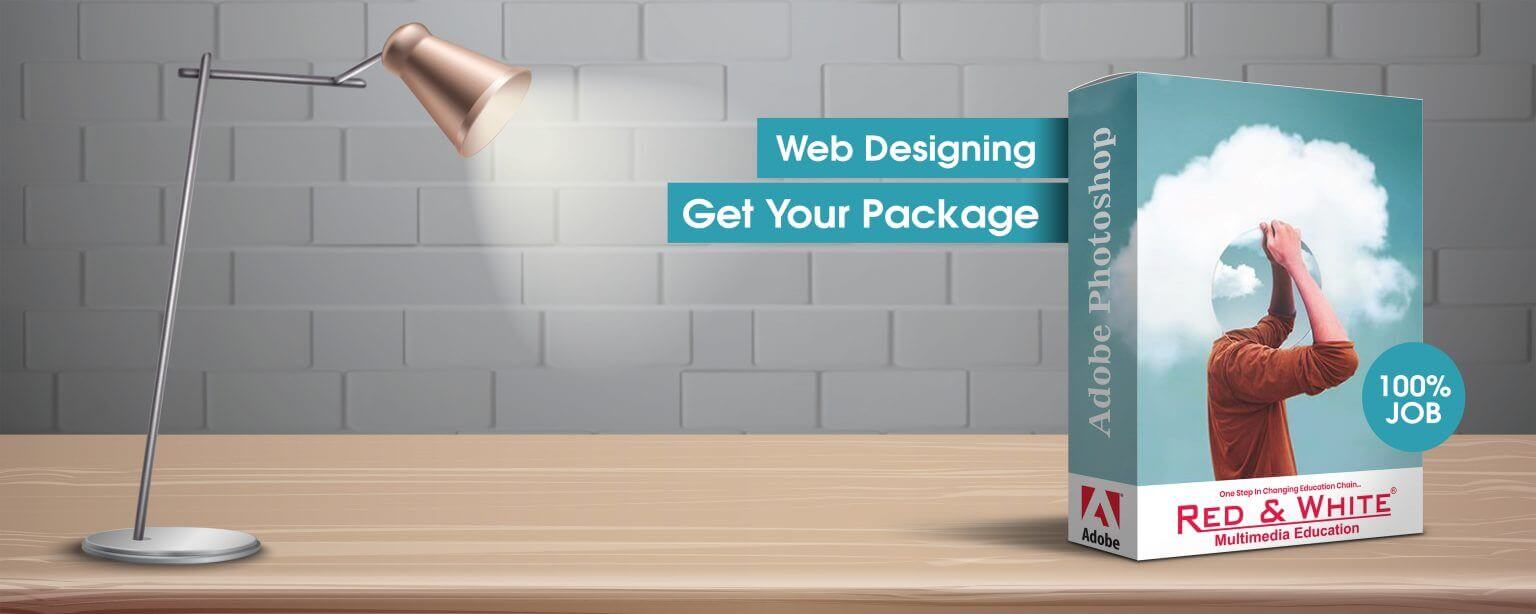 Web Designing
Get Your Package
Adobe Photoshop
100%
JOB
One Step In Changing Education Chain...
RED & WHITE®
Multimedia Education
Adobe